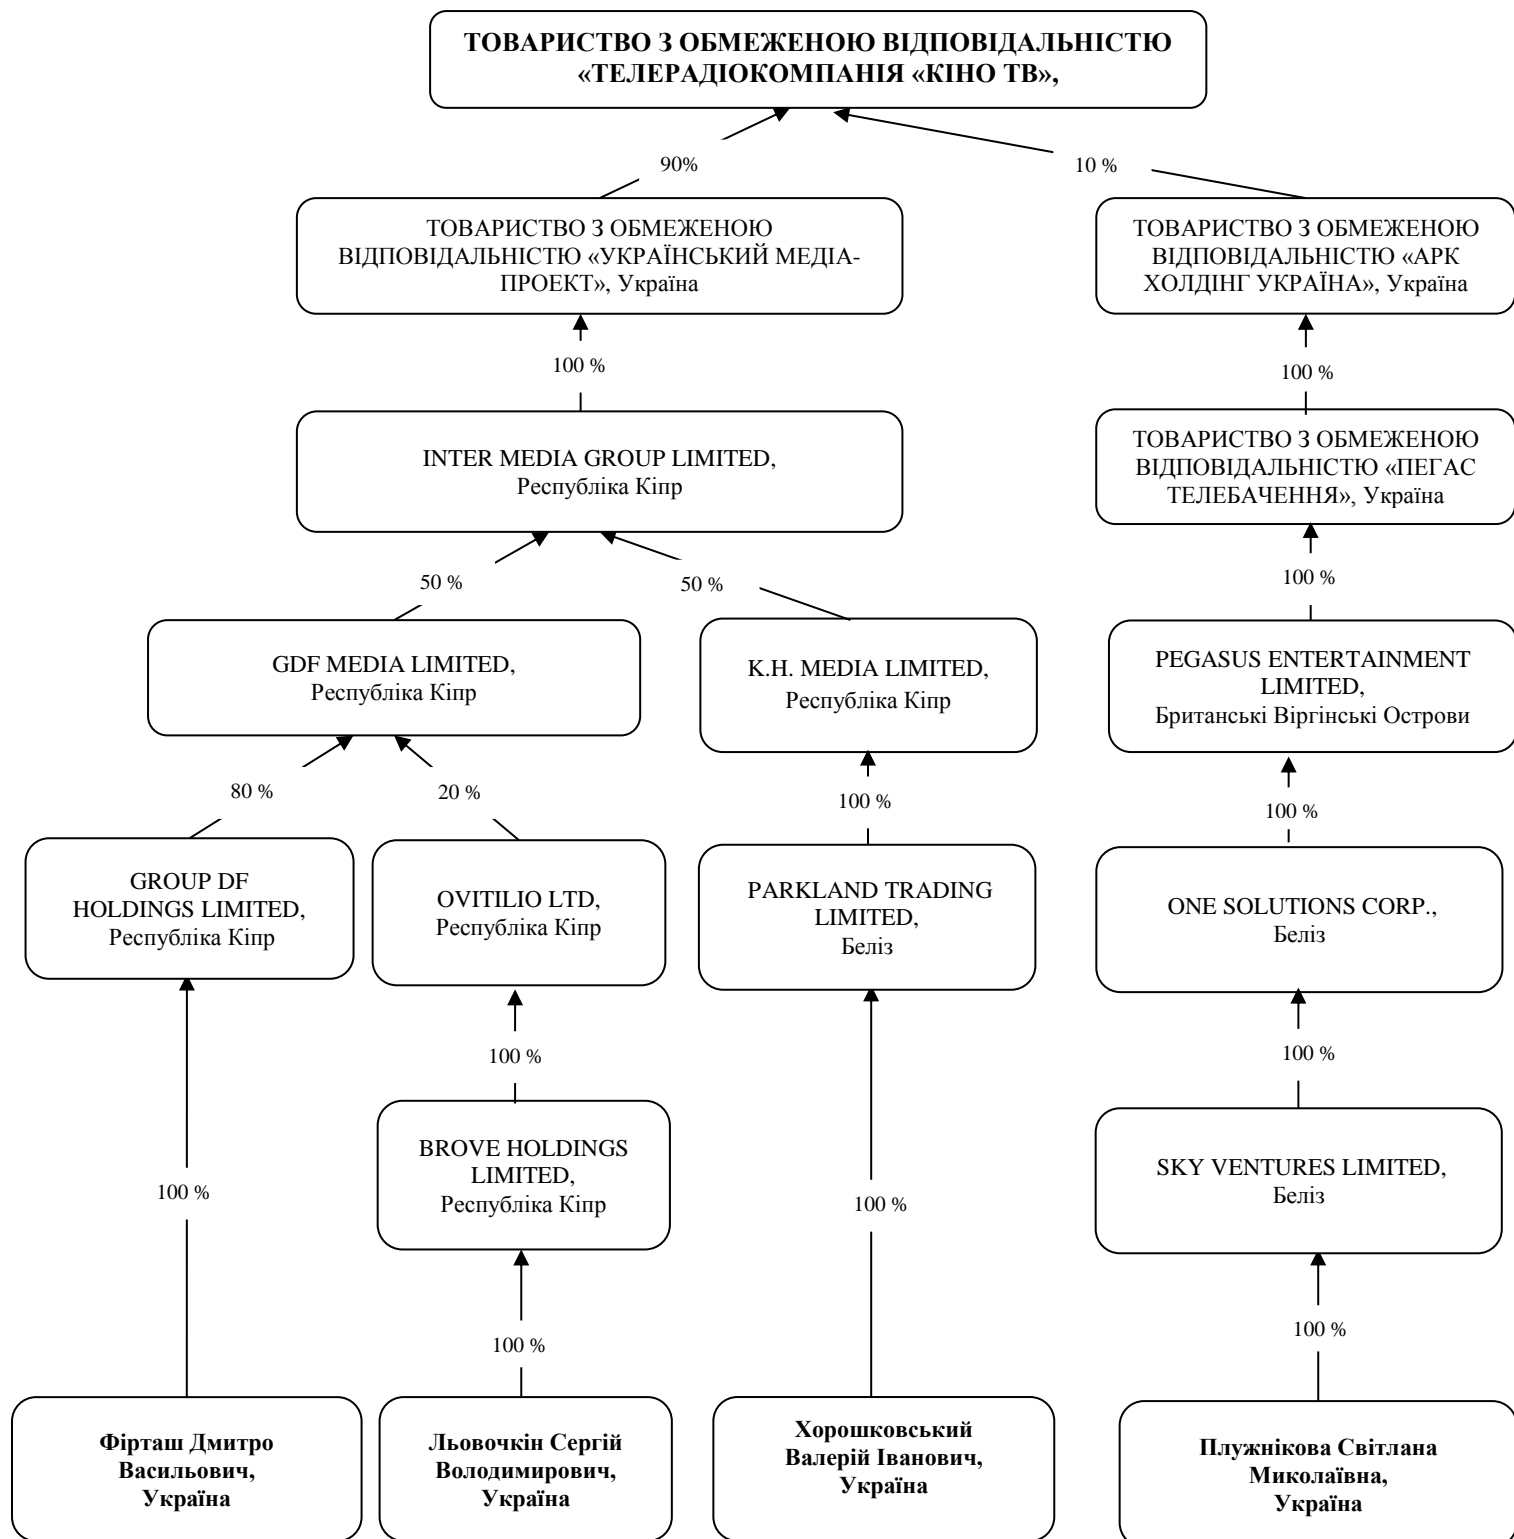 ТОВАРИСТВО З ОБМЕЖЕНОЮ ВІДПОВІДАЛЬНІСТЮ
«ТЕЛЕРАДІОКОМПАНІЯ «КІНО ТВ»,
90%
10 %
ТОВАРИСТВО З ОБМЕЖЕНОЮ
ВІДПОВІДАЛЬНІСТЮ «УКРАЇНСЬКИЙ МЕДІА-
ПРОЕКТ», Україна
ТОВАРИСТВО З ОБМЕЖЕНОЮ
ВІДПОВІДАЛЬНІСТЮ «АРК
ХОЛДІНГ УКРАЇНА», Україна
100 %
100 %
INTER MEDIA GROUP LIMITED,
Республіка Кіпр
ТОВАРИСТВО З ОБМЕЖЕНОЮ
ВІДПОВІДАЛЬНІСТЮ «ПЕГАС
ТЕЛЕБАЧЕННЯ», Україна
50 %
50 %
100 %
GDF MEDIA LIMITED,
Республіка Кіпр
K.H. MEDIA LIMITED,
Республіка Кіпр
PEGASUS ENTERTAINMENT
LIMITED,
Британські Віргінські Острови
80 %
20 %
100 %
100 %
GROUP DF
HOLDINGS LIMITED,
Республіка Кіпр
OVITILIO LTD,
Республіка Кіпр
PARKLAND TRADING
LIMITED,
Беліз
ONE SOLUTIONS CORP.,
Беліз
100 %
100 %
BROVE HOLDINGS
LIMITED,
Республіка Кіпр
SKY VENTURES LIMITED,
Беліз
100 %
100 %
100 %
100 %
Фірташ Дмитро
Васильович,
Україна
Льовочкін Сергій
Володимирович,
Україна
Хорошковський
Валерій Іванович,
Україна
Плужнікова Світлана
Миколаївна,
Україна